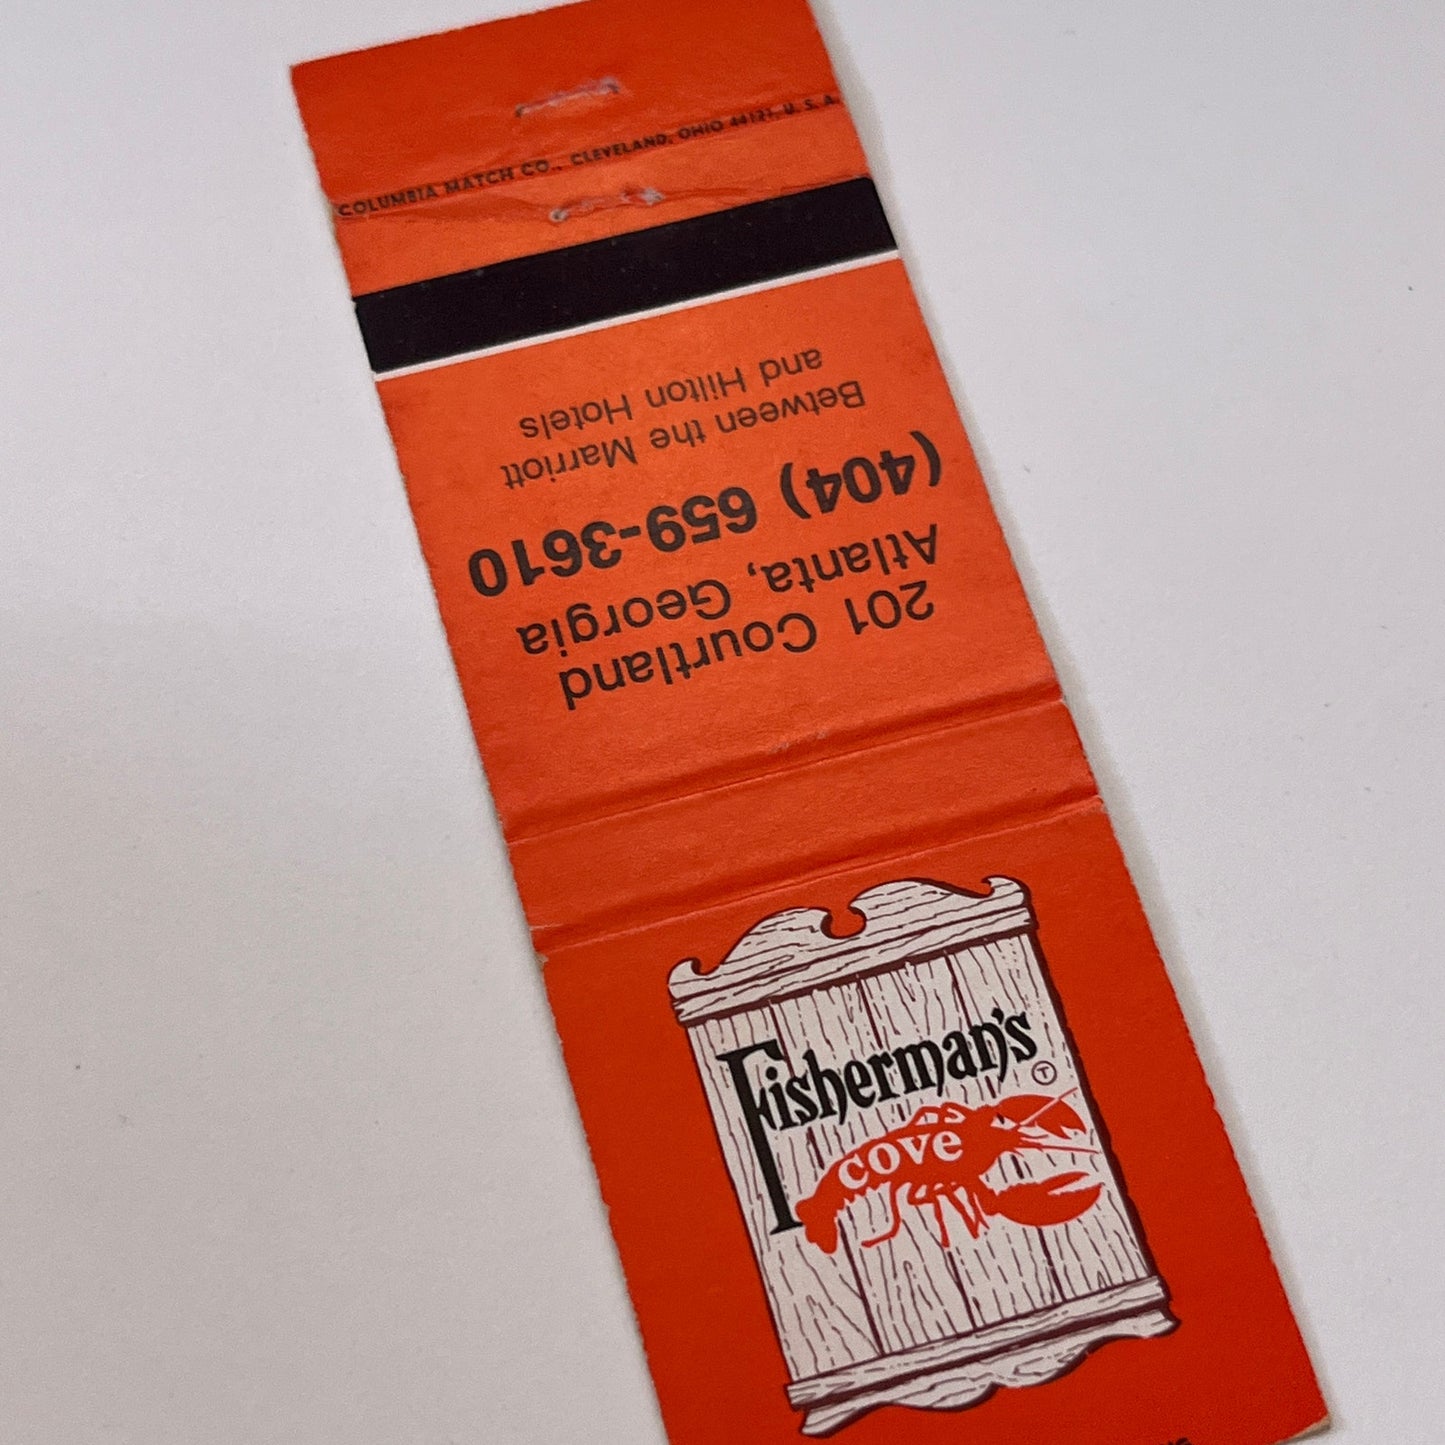 COLUMBIA MATCH CO., CLEVELAND, OHIO 44127, U. S. A.
201 Courtland
Atlanta, Georgia
(404) 659-3610
Between the Marriott
and Hilton Hotels
Fisherman's
T
cove